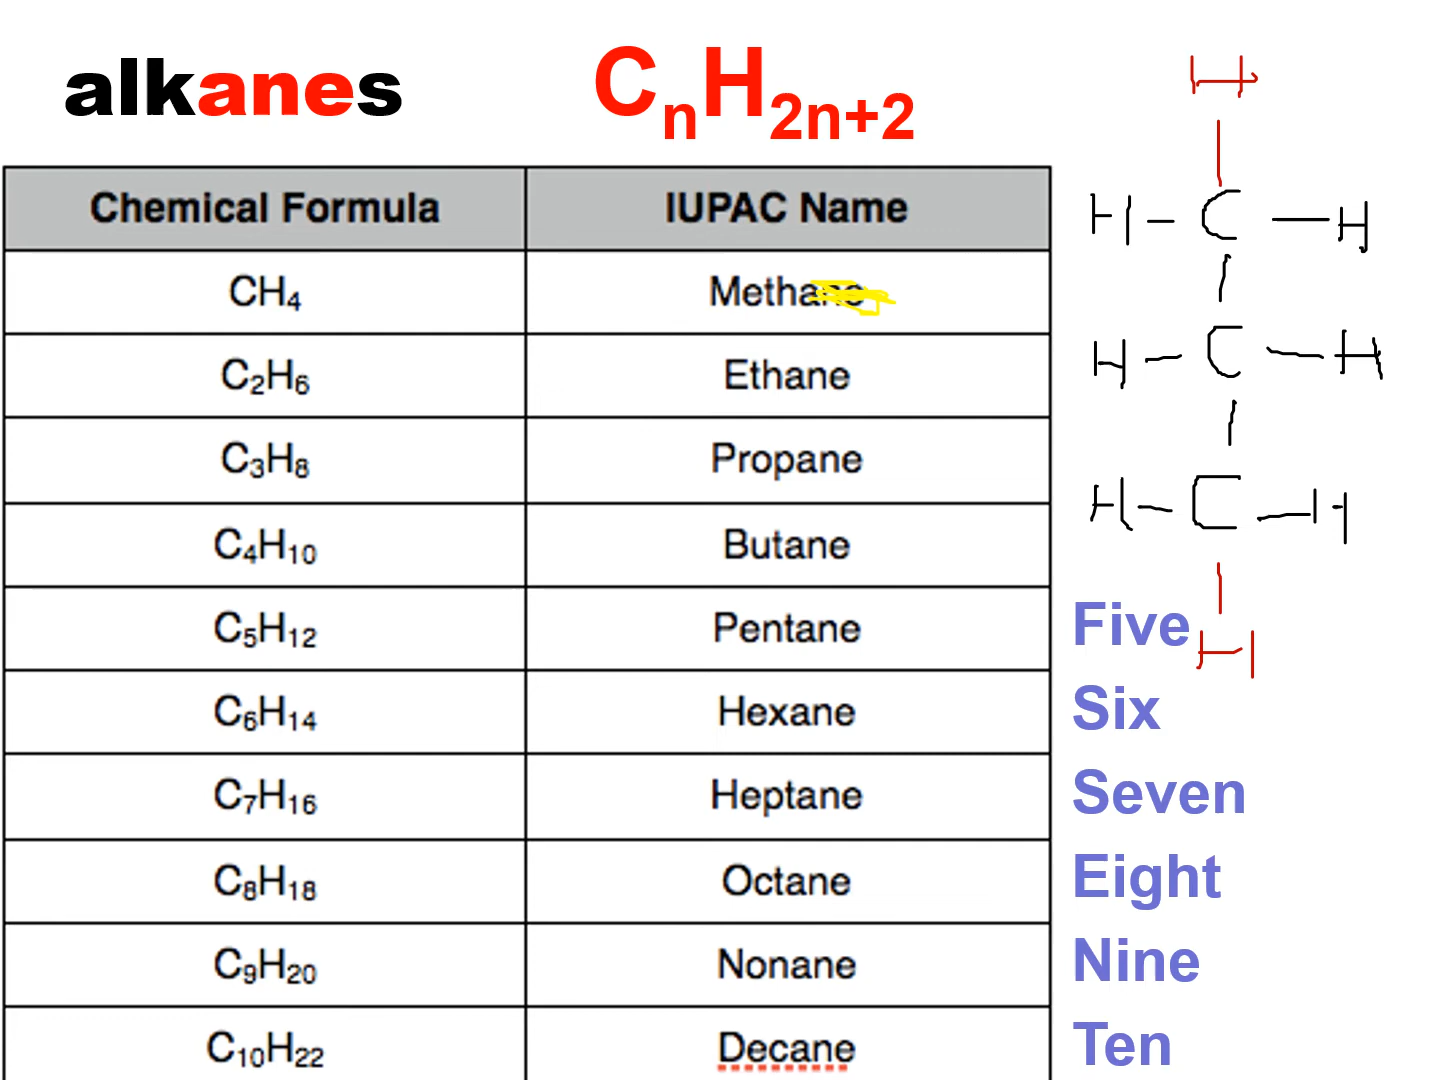 alkanes
CₙH₂ₙ₊₂
Chemical Formula IUPAC Name
CH₄ Methane
C₂H₆ Ethane
C₃H₈ Propane
C₄H₁₀ Butane
C₅H₁₂ Pentane Five
C₆H₁₄ Hexane Six
C₇H₁₆ Heptane Seven
C₈H₁₈ Octane Eight
C₉H₂₀ Nonane Nine
C₁₀H₂₂ Decane Ten
H
H - C - H
H - C - H
H - C - H
H